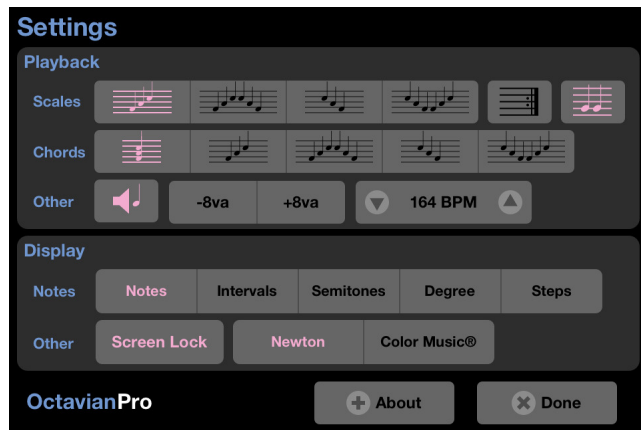 Settings
Playback
Scales
Chords
Other -8va +8va 164 BPM
Display
Notes Notes Intervals Semitones Degree Steps
Other Screen Lock Newton Color Music®
OctavianPro About Done